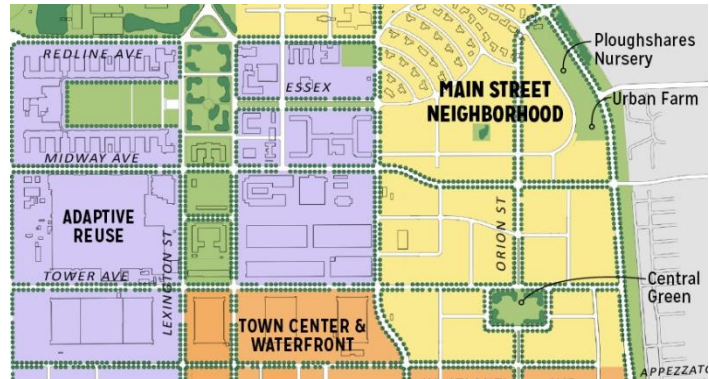 REDLINE AVE
ESSEX
Ploughshares
Nursery
MAIN STREET
NEIGHBORHOOD
Urban Farm
MIDWAY AVE
ADAPTIVE
REUSE
LEXINGTON ST
ORION ST
TOWER AVE
Central
Green
TOWN CENTER &
WATERFRONT
APPEZZATO